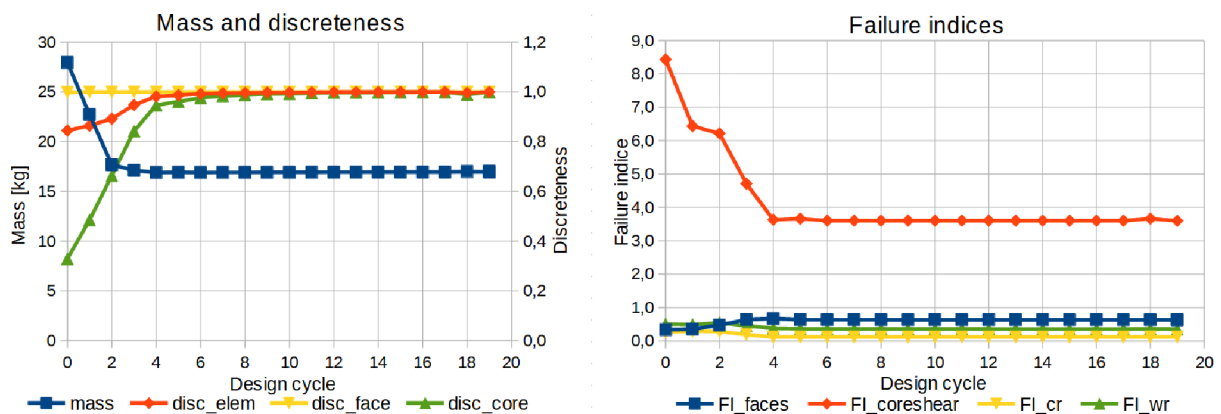 Mass and discreteness
30
25
20
15
10
5
0
Mass [kg]
1,2
1,0
0,8
0,6
0,4
0,2
0,0
Discreteness
0 2 4 6 8 10 12 14 16 18 20
Design cycle
mass disc_elem disc_face disc_core
Failure indices
9,0
8,0
7,0
6,0
5,0
4,0
3,0
2,0
1,0
0,0
Failure indice
0 2 4 6 8 10 12 14 16 18 20
Design cycle
FI_faces FI_coreshear FI_cr FI_wr